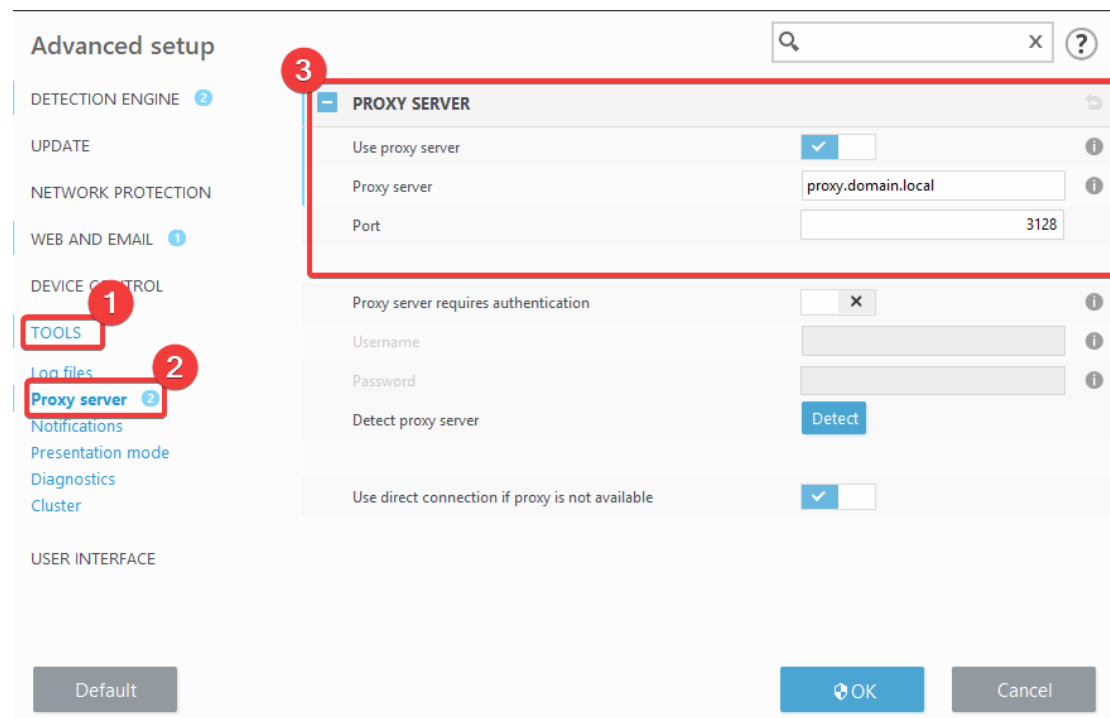 Advanced setup
X
?
3
DETECTION ENGINE 2
PROXY SERVER
UPDATE
Use proxy server
NETWORK PROTECTION
Proxy server proxy.domain.local
Port 3128
WEB AND EMAIL 1
DEVICE CONTROL
1
Proxy server requires authentication
TOOLS
Username
2
Log files
Password
Proxy server 2
Notifications
Detect proxy server Detect
Presentation mode
Diagnostics
Use direct connection if proxy is not available
Cluster
USER INTERFACE
Default
OK
Cancel